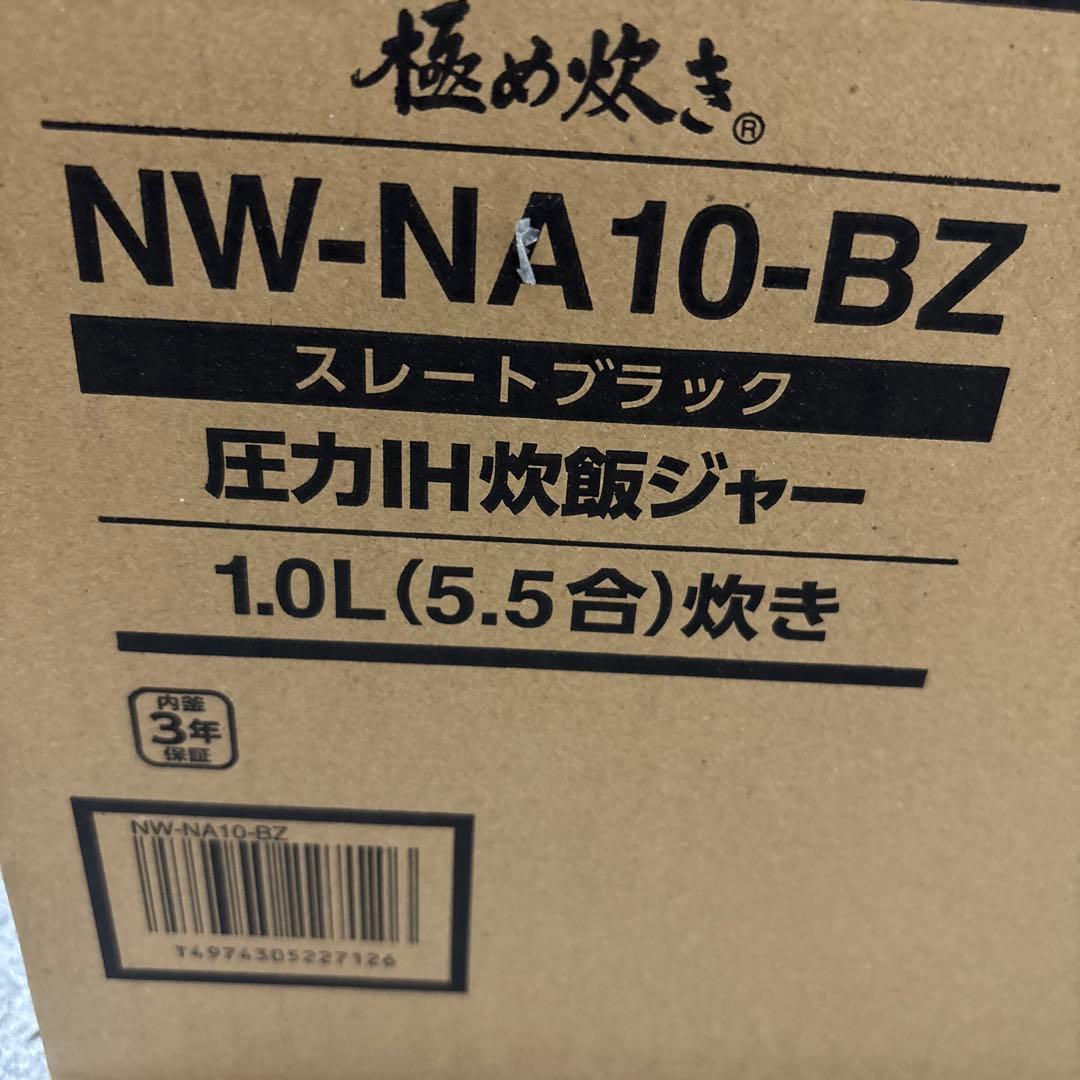 極め炊き®
NW-NA10-BZ
スレートブラック
圧力IH炊飯ジャー
1.0L(5.5合)炊き
内釜
3年
保証
NW-NA10-BZ
T4974305227126